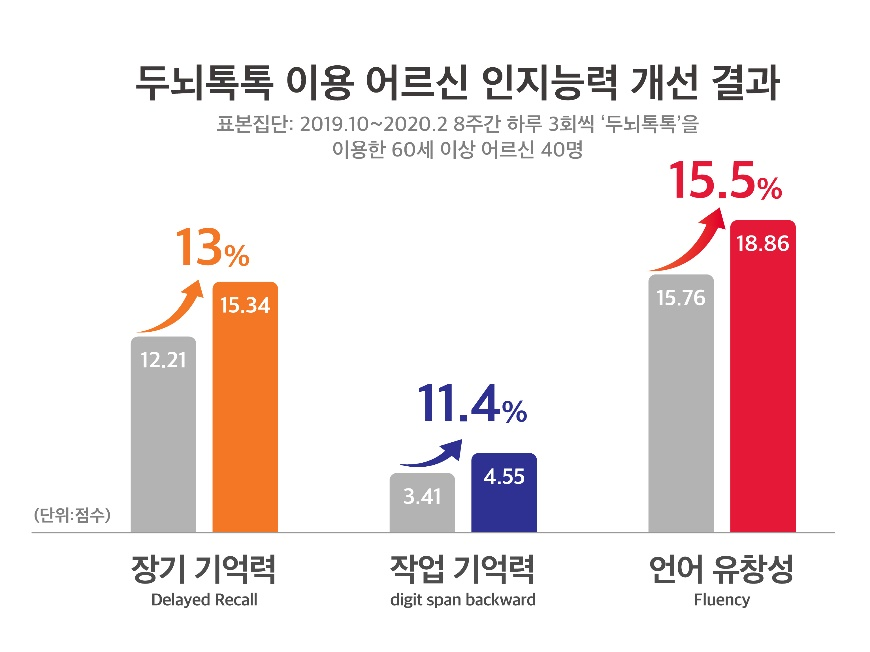 두뇌톡톡 이용 어르신 인지능력 개선 결과
표본집단: 2019.10~2020.2 8주간 하루 3회씩 ‘두뇌톡톡’을
이용한 60세 이상 어르신 40명
13%
12.21
15.34
11.4%
3.41
4.55
15.5%
15.76
18.86
(단위:점수)
장기 기억력
Delayed Recall
작업 기억력
digit span backward
언어 유창성
Fluency